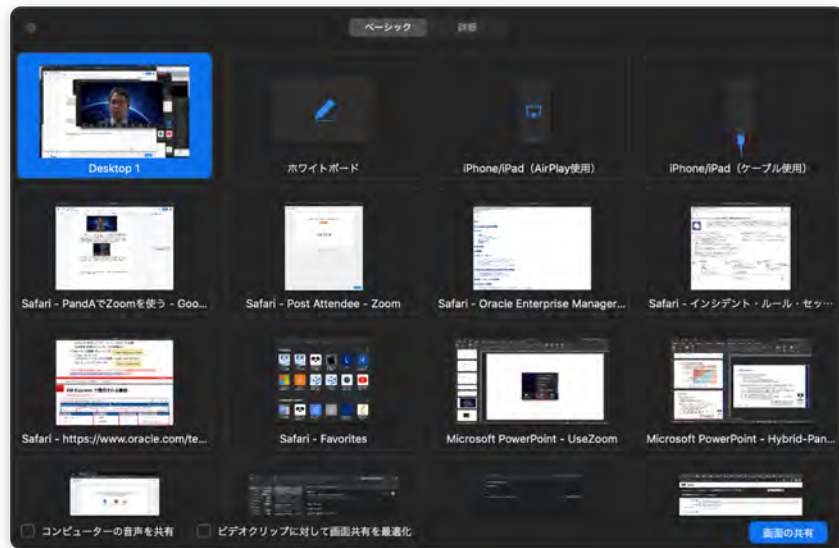 ベーシック 詳細
Desktop 1 ホワイトボード iPhone/iPad（AirPlay使用） iPhone/iPad（ケーブル使用）
Safari - PandAでZoomを使う - Goo... Safari - Post Attendee - Zoom Safari - Oracle Enterprise Manager... Safari - インシデント・ルール・セッ…
Safari - https://www.oracle.com/te... Safari - Favorites Microsoft PowerPoint - UseZoom Microsoft PowerPoint - Hybrid-Pan...
コンピューターの音声を共有 ビデオクリップに対して画面共有を最適化 画面の共有